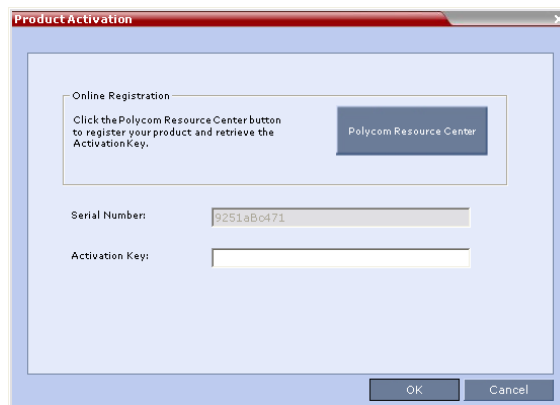 Product Activation
Online Registration
Click the Polycom Resource Center button
to register your product and retrieve the
Activation Key.
Polycom Resource Center
Serial Number:
9251aBc471
Activation Key:
OK
Cancel